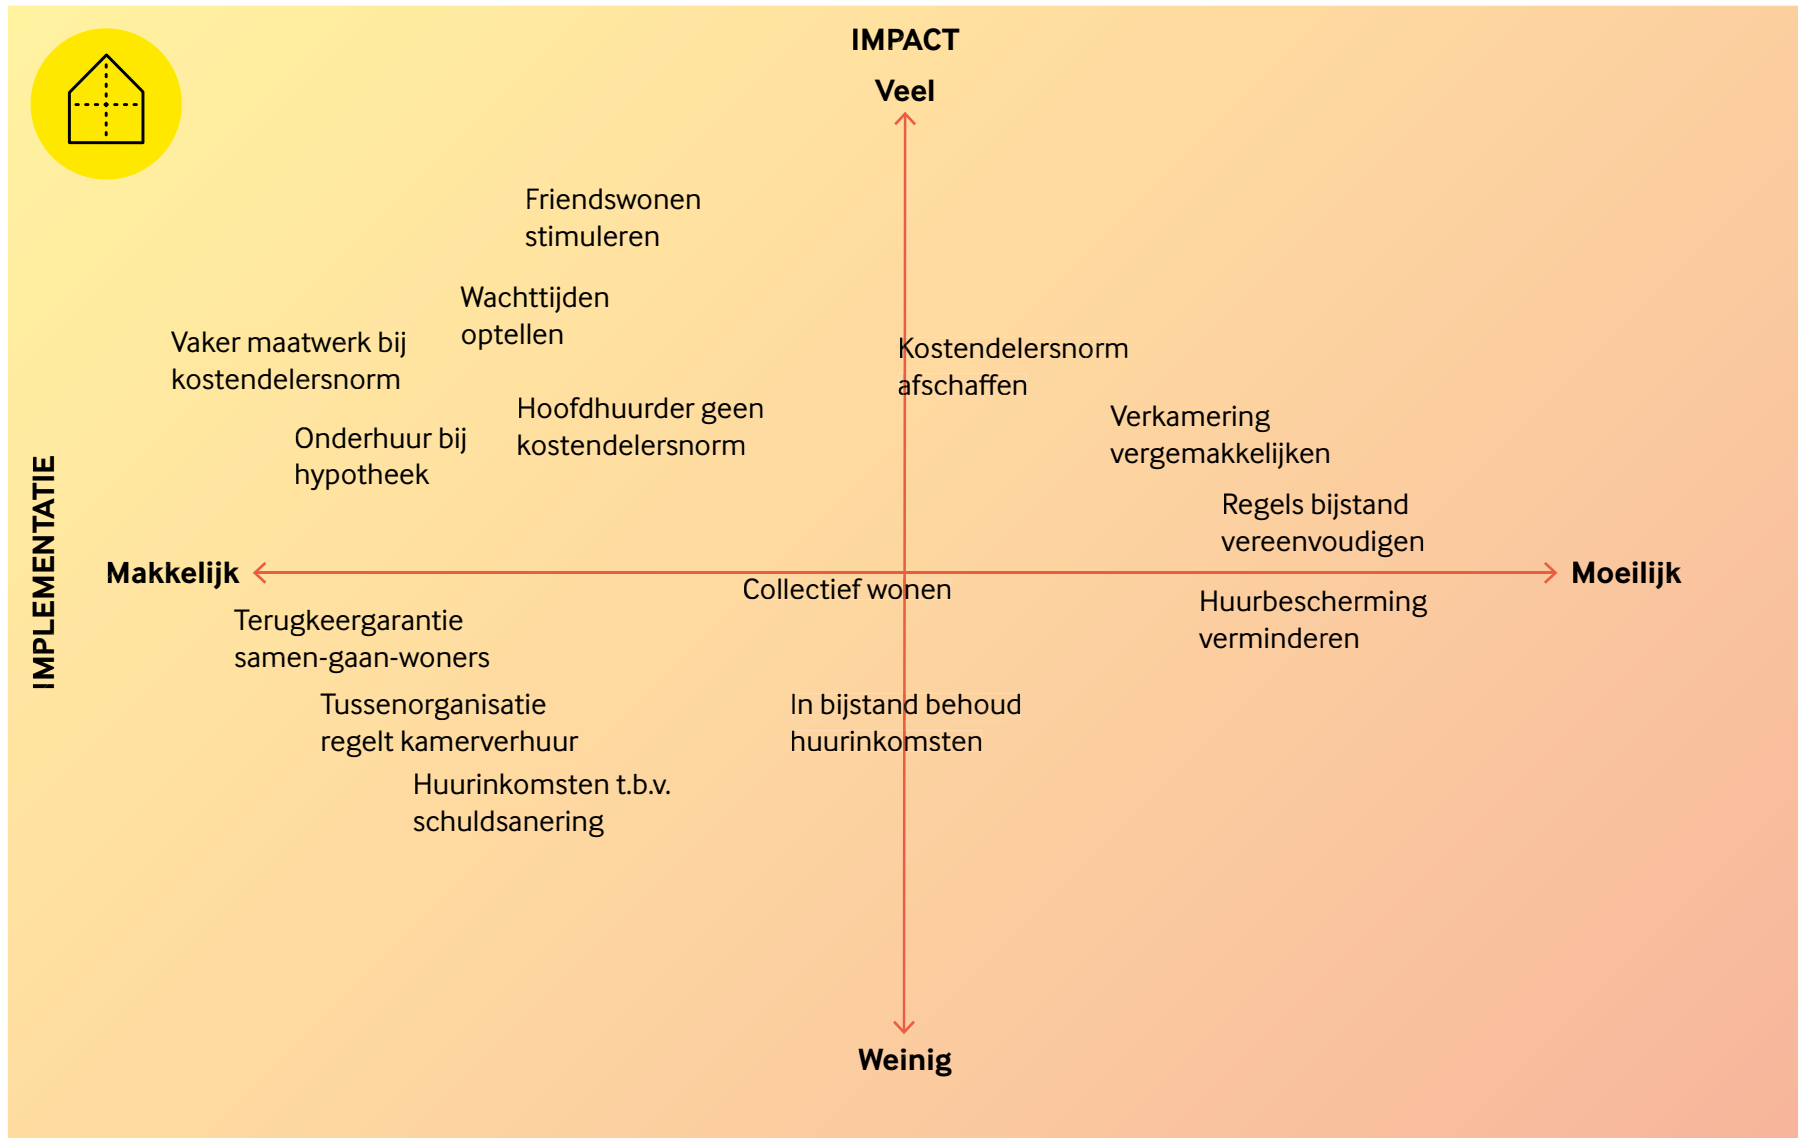 IMPACT
Veel
Friendswonen
stimuleren
Wachttijden
optellen
Vaker maatwerk bij
kostendelersnorm
Kostendelersnorm
afschaffen
Hoofdhuurder geen
kostendelersnorm
Verkamering
vergemakkelijken
Onderhuur bij
hypotheek
Regels bijstand
vereenvoudigen
IMPLEMENTATIE
Makkelijk
Moeilijk
Collectief wonen
Huurbescherming
verminderen
Terugkeergarantie
samen-gaan-woners
Tussenorganisatie
regelt kamerverhuur
In bijstand behoud
huurinkomsten
Huurinkomsten t.b.v.
schuldsanering
Weinig